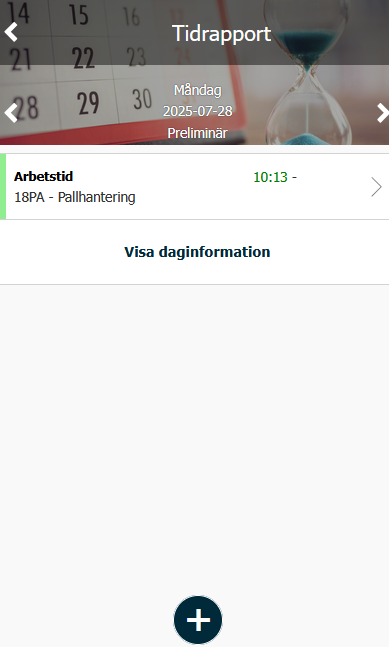 Tidrapport
14 15 16
21 22 23
28 29 30
Måndag
2025-07-28
Preliminär
Arbetstid 10:13 -
18PA - Pallhantering
Visa daginformation
+